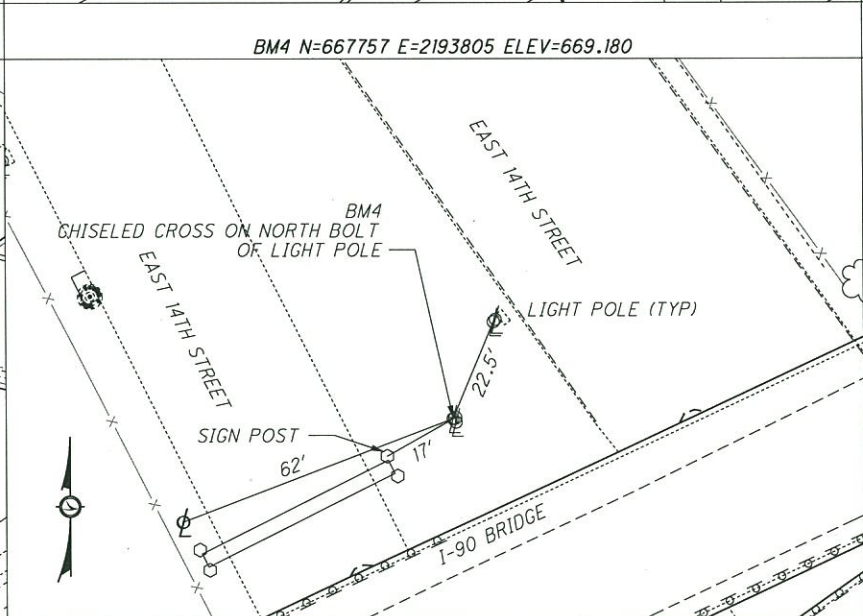 BM4 N=667757 E=2193805 ELEV=669.180
EAST 14TH STREET
BM4
CHISELED CROSS ON NORTH BOLT
OF LIGHT POLE
EAST 14TH STREET
LIGHT POLE (TYP)
22.5'
SIGN POST
17'
62'
I-90 BRIDGE